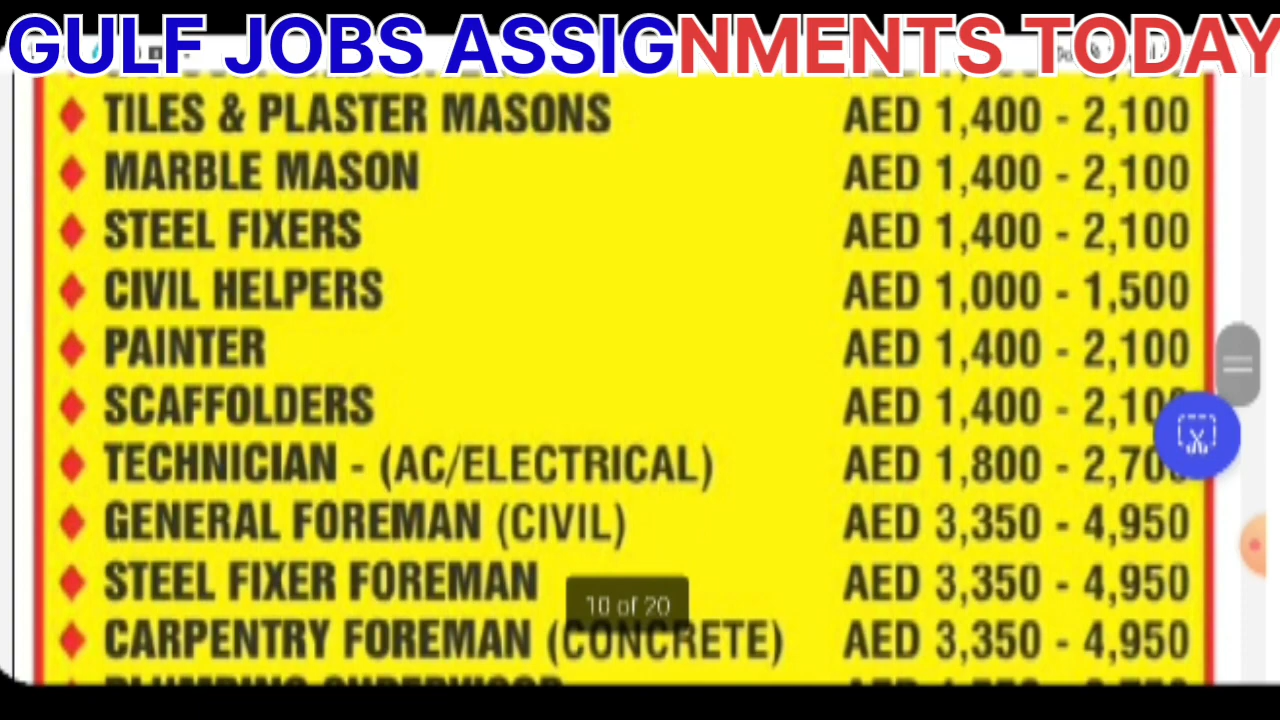 GULF JOBS ASSIGNMENTS TODAY
TILES & PLASTER MASONS AED 1,400 - 2,100
MARBLE MASON AED 1,400 - 2,100
STEEL FIXERS AED 1,400 - 2,100
CIVIL HELPERS AED 1,000 - 1,500
PAINTER AED 1,400 - 2,100
SCAFFOLDERS AED 1,400 - 2,100
TECHNICIAN - (AC/ELECTRICAL) AED 1,800 - 2,700
GENERAL FOREMAN (CIVIL) AED 3,350 - 4,950
STEEL FIXER FOREMAN AED 3,350 - 4,950
10 of 20
CARPENTRY FOREMAN (CONCRETE) AED 3,350 - 4,950
PLUMBING SUPERVISOR